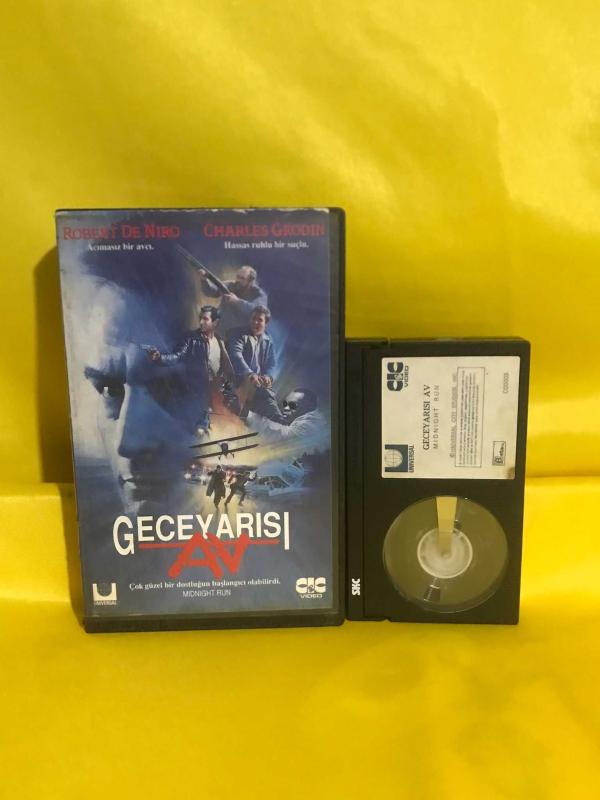 ROBERT DE NIRO
Acımasız bir avcı.
CHARLES GRODIN
Hassas ruhlu bir suçlu.
GECEYARISI
AV
Çok güzel bir dostluğun başlangıcı olabilirdi.
MIDNIGHT RUN
UNIVERSAL
CIC
VIDEO
CIC
VIDEO
GECEYARISI AV
MIDNIGHT RUN
UNIVERSAL
SKC